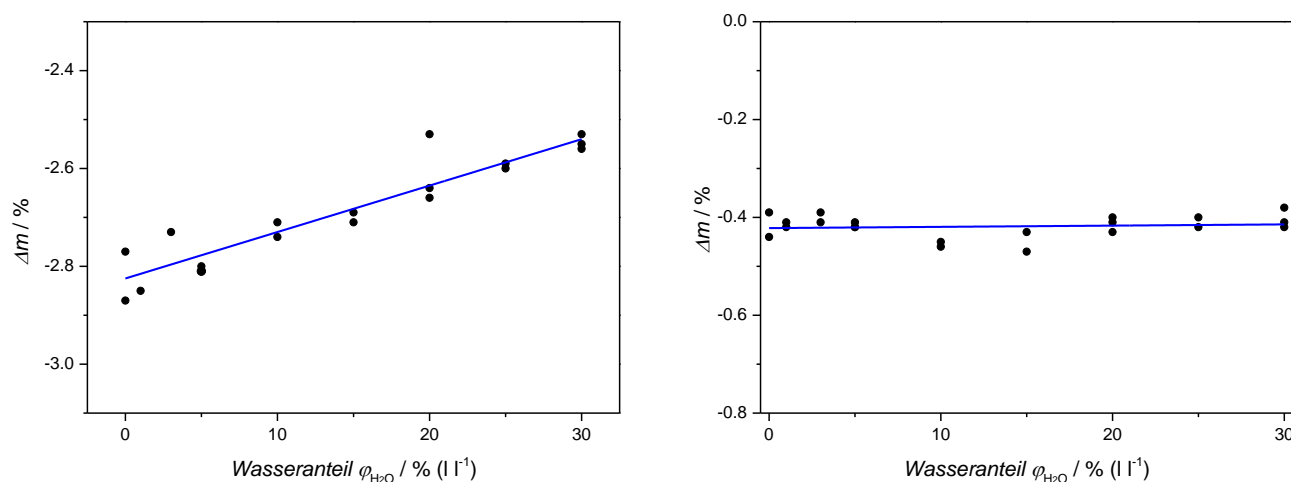 -2.4
-2.6
-2.8
-3.0
Δm / %
0 10 20 30
Wasseranteil φH₂O / % (l l⁻¹)
0.0
-0.2
-0.4
-0.6
-0.8
Δm / %
0 10 20 30
Wasseranteil φH₂O / % (l l⁻¹)